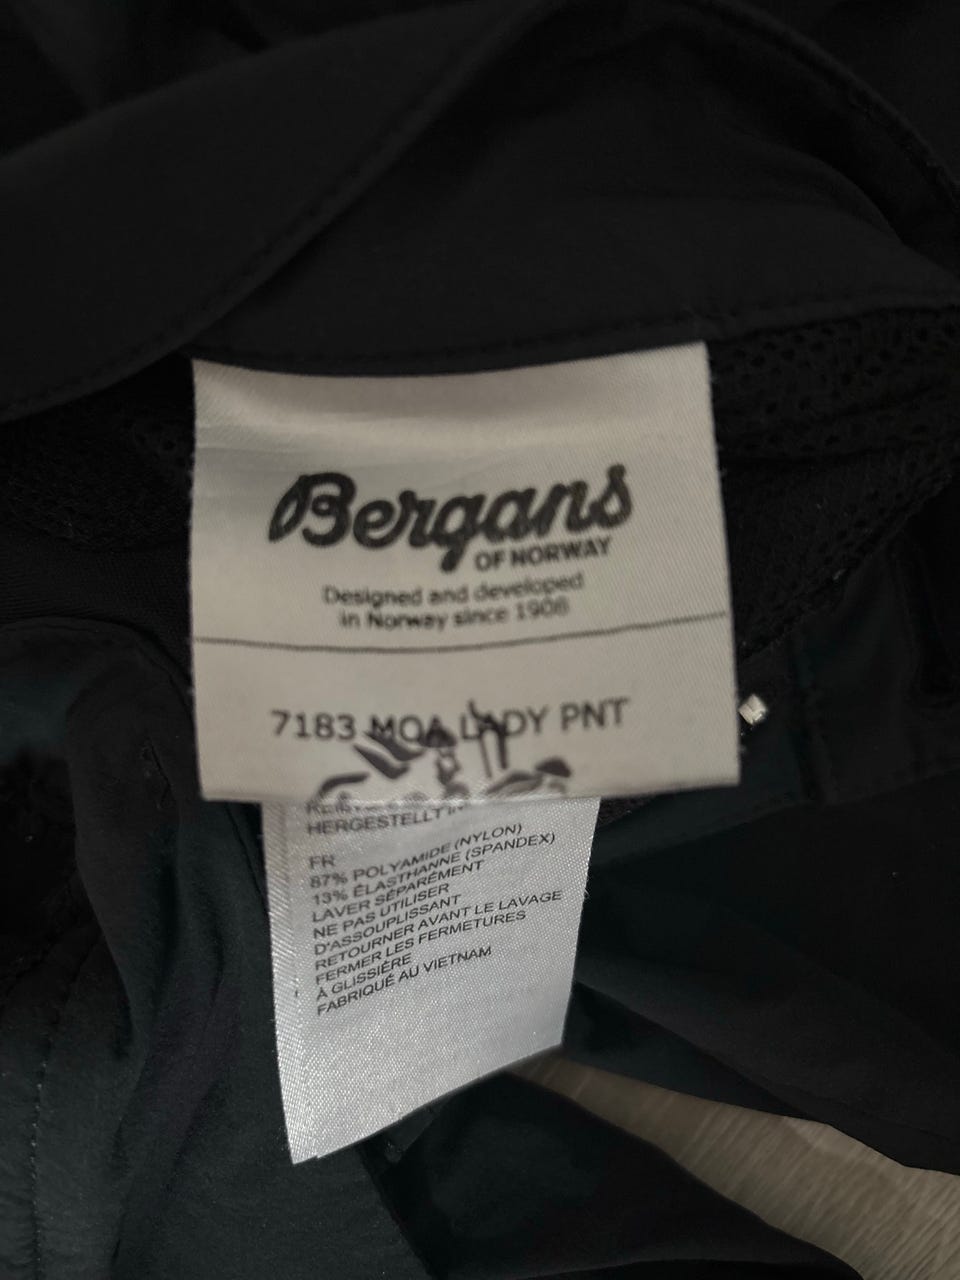 Bergans
OF NORWAY
Designed and developed
in Norway since 1908
7183 MOA LADY PNT
HERGESTELLT IN
FR
87% POLYAMIDE (NYLON)
13% ÉLASTHANNE (SPANDEX)
LAVER SÉPARÉMENT
NE PAS UTILISER
D'ASSOUPLISSANT
RETOURNER AVANT LE LAVAGE
FERMER LES FERMETURES
À GLISSIÈRE
FABRIQUÉ AU VIETNAM